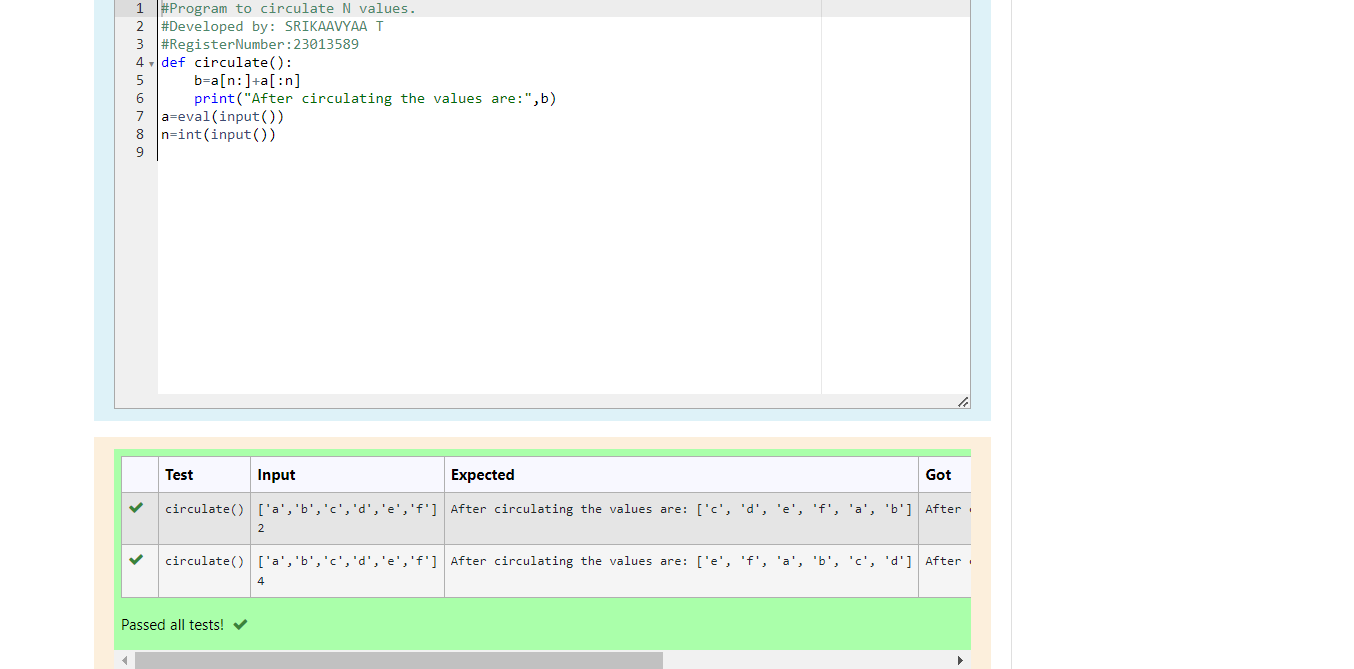 1 #Program to circulate N values.
2 #Developed by: SRIKAAVYAA T
3 #RegisterNumber:23013589
4 def circulate():
5     b=a[n:]+a[:n]
6     print("After circulating the values are:",b)
7 a=eval(input())
8 n=int(input())
9
Test Input Expected Got
circulate() ['a','b','c','d','e','f'] After circulating the values are: ['c', 'd', 'e', 'f', 'a', 'b'] After
2
circulate() ['a','b','c','d','e','f'] After circulating the values are: ['e', 'f', 'a', 'b', 'c', 'd'] After
4
Passed all tests!